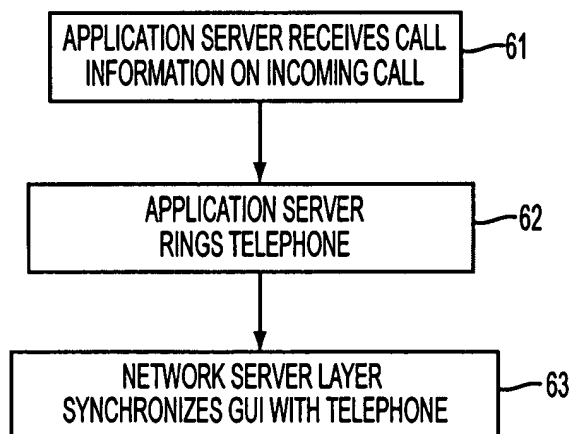 APPLICATION SERVER RECEIVES CALL
INFORMATION ON INCOMING CALL
61
APPLICATION SERVER
RINGS TELEPHONE
62
NETWORK SERVER LAYER
SYNCHRONIZES GUI WITH TELEPHONE
63